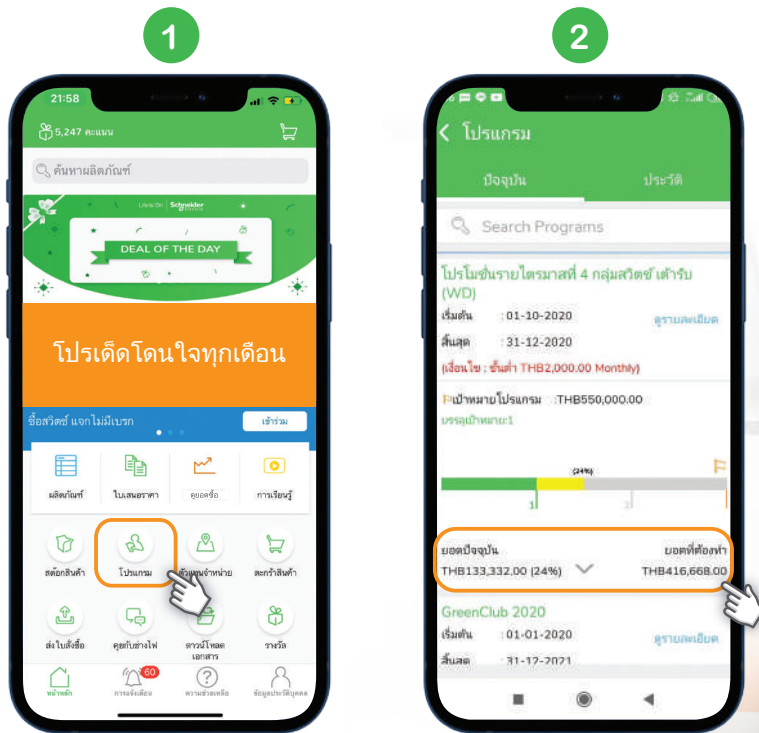 1
21:58
5,247 คะแนน
ค้นหาผลิตภัณฑ์
Life Is On | Schneider
DEAL OF THE DAY
โปรเด็ดโดนใจทุกเดือน
ซื้อสวิตช์ แจกไม่มีเบรก
เข้าร่วม
ผลิตภัณฑ์ ใบเสนอราคา ดูยอดซื้อ การเรียนรู้
สต๊อกสินค้า โปรแกรม ตัวแทนจำหน่าย ตะกร้าสินค้า
ส่งใบสั่งซื้อ คุยกับช่างไฟ ดาวน์โหลด รางวัล
เอกสาร
60
หน้าหลัก การแจ้งเตือน ความช่วยเหลือ ข้อมูลประวัติบุคคล
2
โปรแกรม
ปัจจุบัน ประวัติ
Search Programs
โปรโมชั่นรายไตรมาสที่ 4 กลุ่มสวิตช์ เต้ารับ
(WD)
เริ่มต้น : 01-10-2020
ดูรายละเอียด
สิ้นสุด : 31-12-2020
(เงื่อนไข : ขั้นต่ำ THB2,000.00 Monthly)
เป้าหมายโปรแกรม :THB550,000.00
บรรลุเป้าหมาย:1
(24%)
1 2
ยอดปัจจุบัน ยอดที่ต้องทำ
THB133,332.00 (24%) THB416,668.00
GreenClub 2020
เริ่มต้น : 01-01-2020
ดูรายละเอียด
สิ้นสุด 31-12-2021